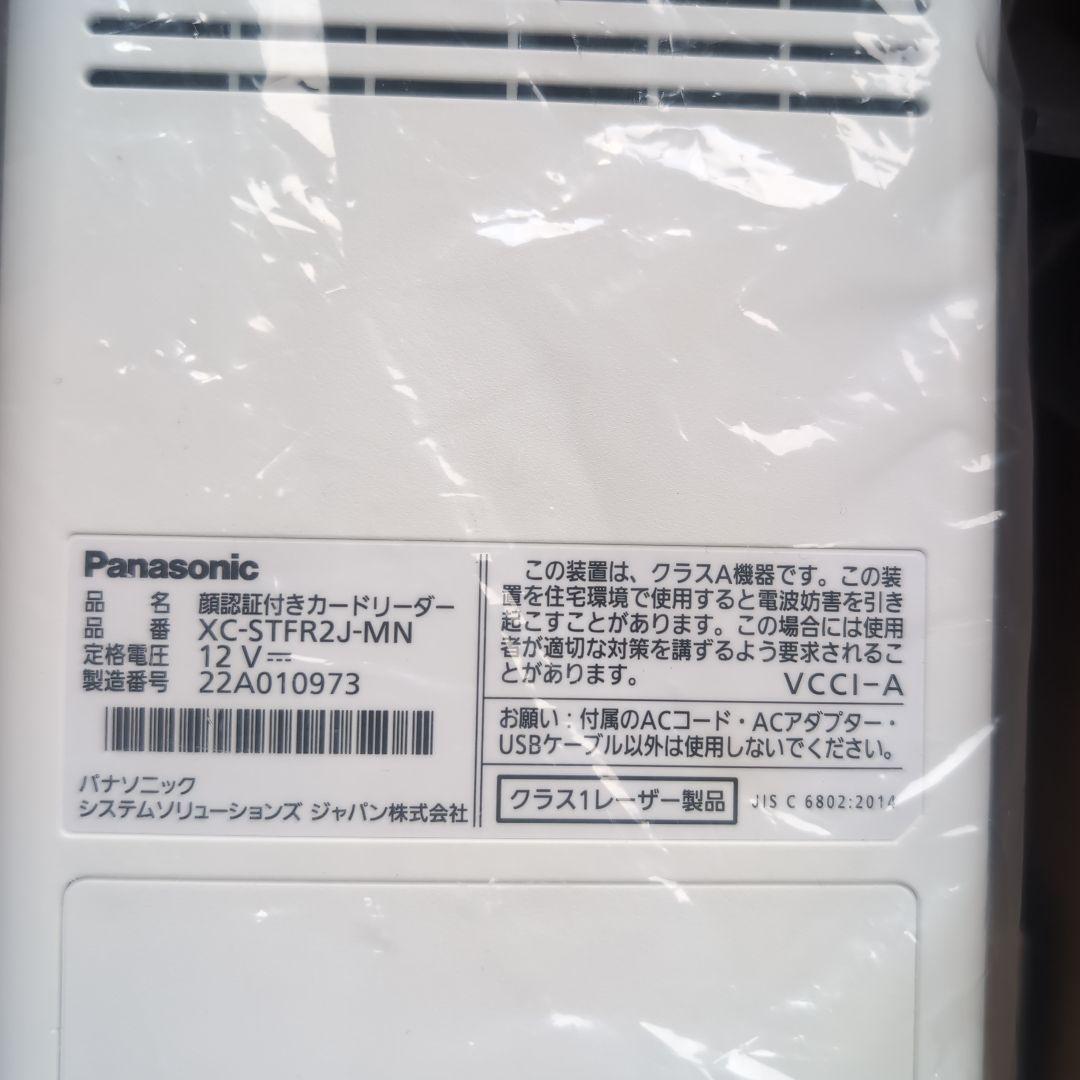 Panasonic
品 名 顔認証付きカードリーダー
品 番 XC-STFR2J-MN
定格電圧 12 V⎓
製造番号 22A010973
パナソニック
システムソリューションズ ジャパン株式会社
この装置は、クラスA機器です。この装
置を住宅環境で使用すると電波妨害を引き
起こすことがあります。この場合には使用
者が適切な対策を講ずるよう要求されるこ
とがあります。
VCCI-A
お願い：付属のACコード・ACアダプター・
USBケーブル以外は使用しないでください。
クラス1レーザー製品 JIS C 6802:2014